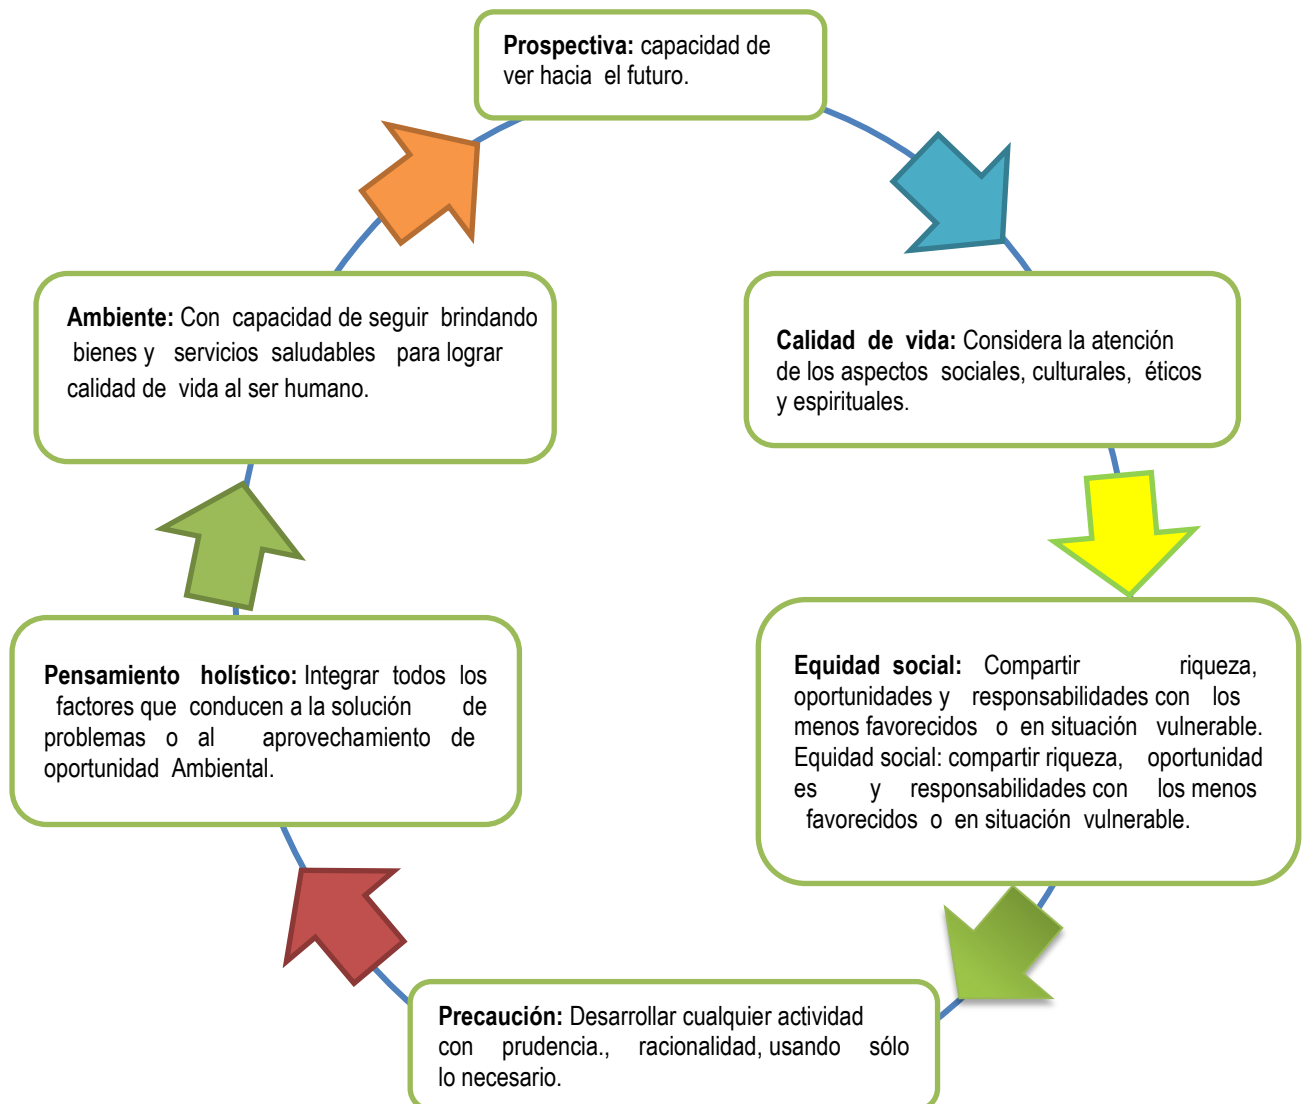 Prospectiva: capacidad de
ver hacia el futuro.
Calidad de vida: Considera la atención
de los aspectos sociales, culturales, éticos
y espirituales.
Equidad social: Compartir riqueza,
oportunidades y responsabilidades con los
menos favorecidos o en situación vulnerable.
Equidad social: compartir riqueza, oportunidad
es y responsabilidades con los menos
favorecidos o en situación vulnerable.
Precaución: Desarrollar cualquier actividad
con prudencia., racionalidad, usando sólo
lo necesario.
Pensamiento holístico: Integrar todos los
factores que conducen a la solución de
problemas o al aprovechamiento de
oportunidad Ambiental.
Ambiente: Con capacidad de seguir brindando
bienes y servicios saludables para lograr
calidad de vida al ser humano.